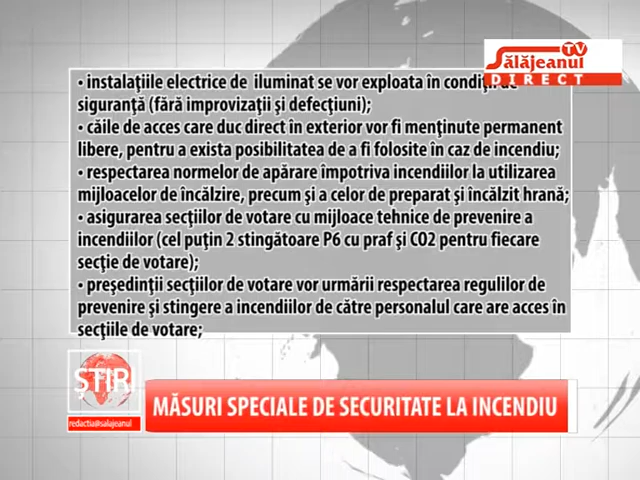 Sălăjeanul TV
DIRECT
• instalaţiile electrice de iluminat se vor exploata în condiţii de
siguranţă (fără improvizaţii şi defecţiuni);
• căile de acces care duc direct în exterior vor fi menţinute permanent
libere, pentru a exista posibilitatea de a fi folosite în caz de incendiu;
• respectarea normelor de apărare împotriva incendiilor la utilizarea
mijloacelor de încălzire, precum şi a celor de preparat şi încălzit hrană;
• asigurarea secţiilor de votare cu mijloace tehnice de prevenire a
incendiilor (cel puţin 2 stingătoare P6 cu praf şi CO2 pentru fiecare
secţie de votare);
• preşedinţii secţiilor de votare vor urmării respectarea regulilor de
prevenire şi stingere a incendiilor de către personalul care are acces în
secţiile de votare;
ŞTIRI
redactia@salajeanul
MĂSURI SPECIALE DE SECURITATE LA INCENDIU